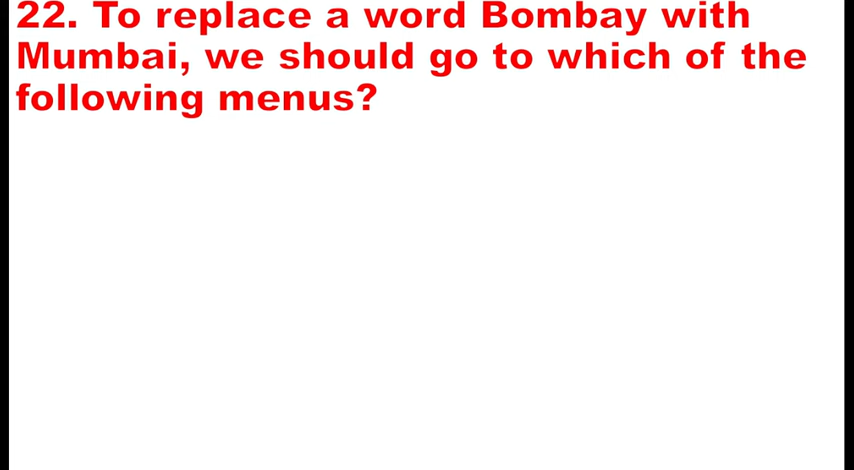 22. To replace a word Bombay with
Mumbai, we should go to which of the
following menus?